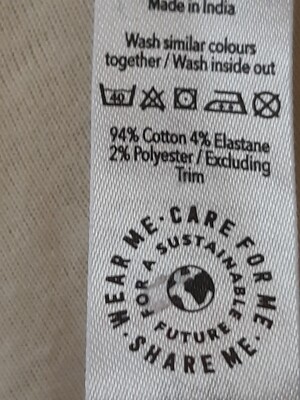 Made in India
Wash similar colours
together / Wash inside out
40
94% Cotton 4% Elastane
2% Polyester / Excluding
Trim
WEAR ME · CARE FOR ME · SHARE ME ·
FOR A SUSTAINABLE FUTURE